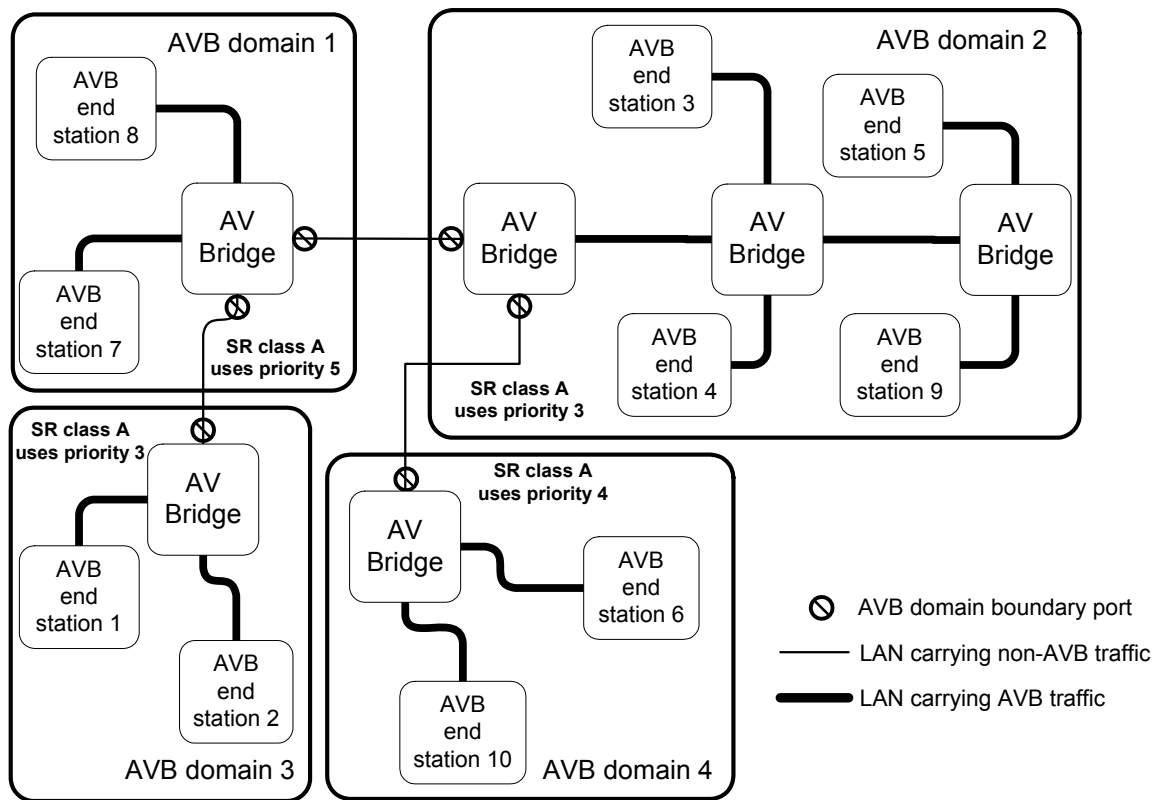 AVB domain 1
AVB
end
station 8
AV
Bridge
AVB
end
station 7
SR class A
uses priority 5
AVB domain 2
AVB
end
station 3
AVB
end
station 5
AV
Bridge
AV
Bridge
AV
Bridge
SR class A
uses priority 3
AVB
end
station 4
AVB
end
station 9
SR class A
uses priority 3
AV
Bridge
AVB
end
station 1
AVB
end
station 2
AVB domain 3
SR class A
uses priority 4
AV
Bridge
AVB
end
station 6
AVB
end
station 10
AVB domain 4
AVB domain boundary port
LAN carrying non-AVB traffic
LAN carrying AVB traffic